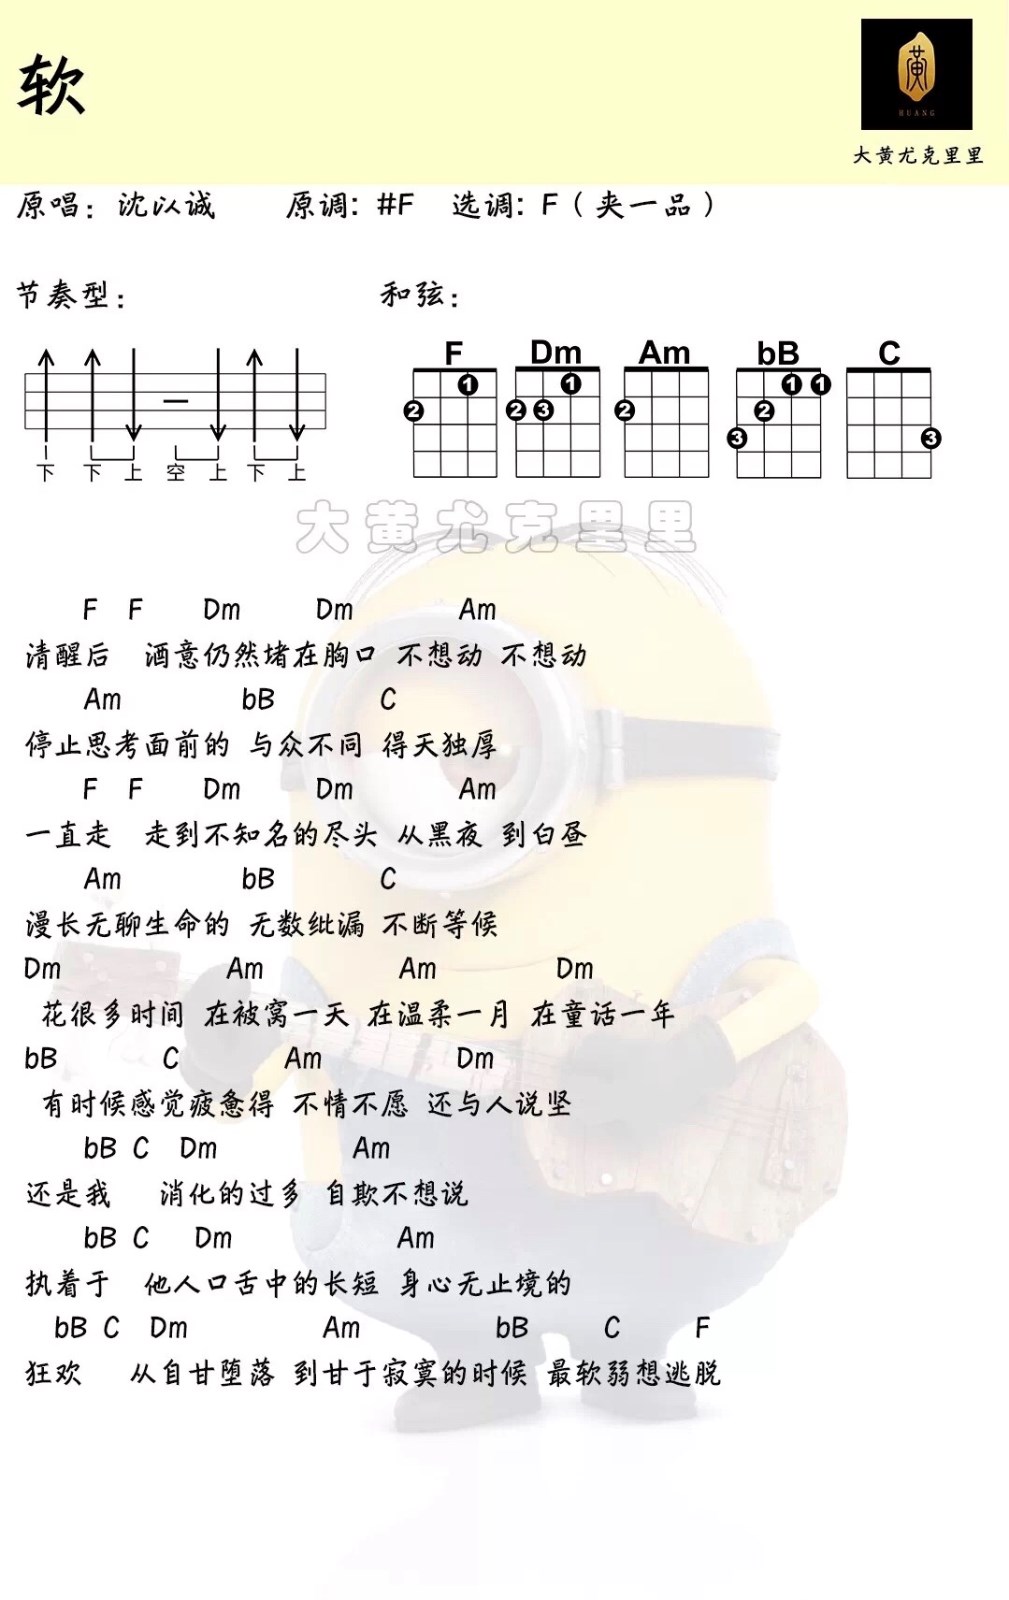 软
黄
HUANG
大黄尤克里里
原唱：沈以诚 原调: #F 选调: F（夹一品）
节奏型： 和弦：
F Dm Am bB C
1 1 1 1
2 2 3 2 2
3 3
下 下 上 空 上 下 上
大黄尤克里里
F F Dm Dm Am
清醒后 酒意仍然堵在胸口 不想动 不想动
Am bB C
停止思考面前的 与众不同 得天独厚
F F Dm Dm Am
一直走 走到不知名的尽头 从黑夜 到白昼
Am bB C
漫长无聊生命的 无数纰漏 不断等候
Dm Am Am Dm
花很多时间 在被窝一天 在温柔一月 在童话一年
bB C Am Dm
有时候感觉疲惫得 不情不愿 还与人说坚
bB C Dm Am
还是我 消化的过多 自欺不想说
bB C Dm Am
执着于 他人口舌中的长短 身心无止境的
bB C Dm Am bB C F
狂欢 从自甘堕落 到甘于寂寞的时候 最软弱想逃脱